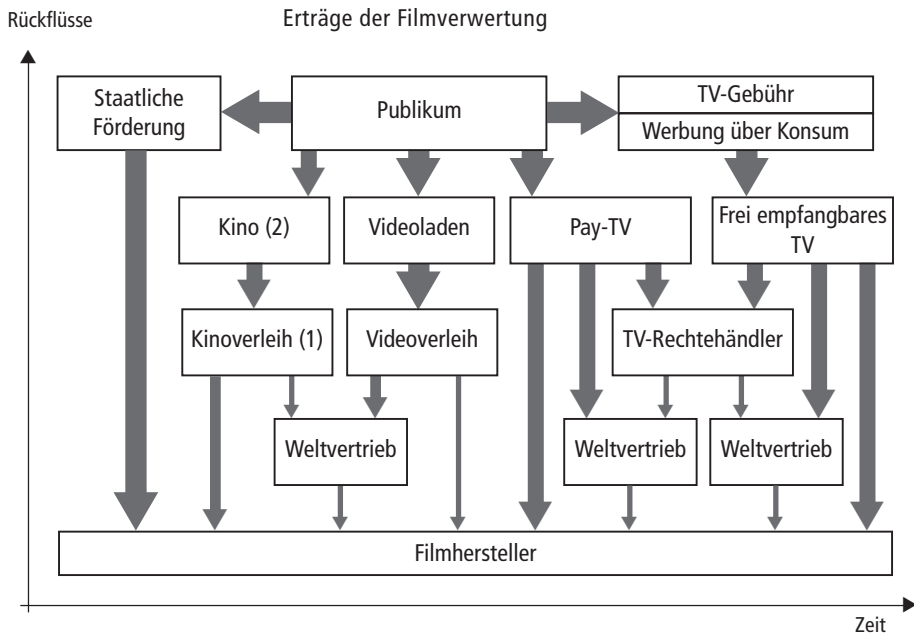 Rückflüsse
Erträge der Filmverwertung
Staatliche
Förderung
Publikum
TV-Gebühr
Werbung über Konsum
Kino (2)
Videoladen
Pay-TV
Frei empfangbares
TV
Kinoverleih (1)
Videoverleih
TV-Rechtehändler
Weltvertrieb
Weltvertrieb
Weltvertrieb
Filmhersteller
Zeit